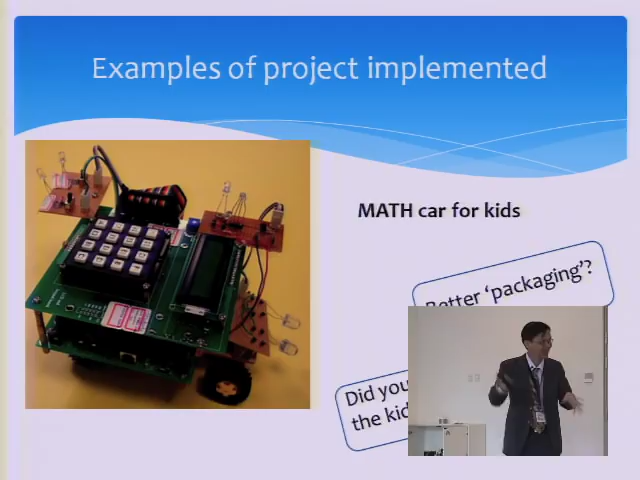 Examples of project implemented
MATH car for kids
Better 'packaging'?
Did you
the kid